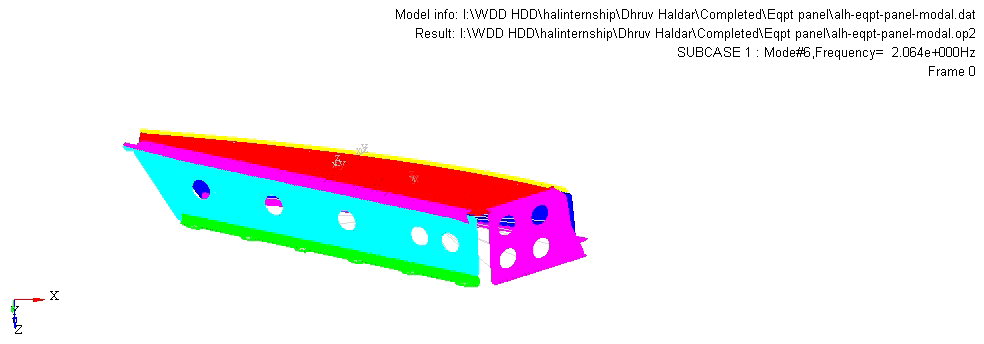 Model info: I:\WDD HDD\halinternship\Dhruv Haldar\Completed\Eqpt panel\alh-eqpt-panel-modal.dat
Result: I:\WDD HDD\halinternship\Dhruv Haldar\Completed\Eqpt panel\alh-eqpt-panel-modal.op2
SUBCASE 1 : Mode#6,Frequency= 2.064e+000Hz
Frame 0
X
Y
Z